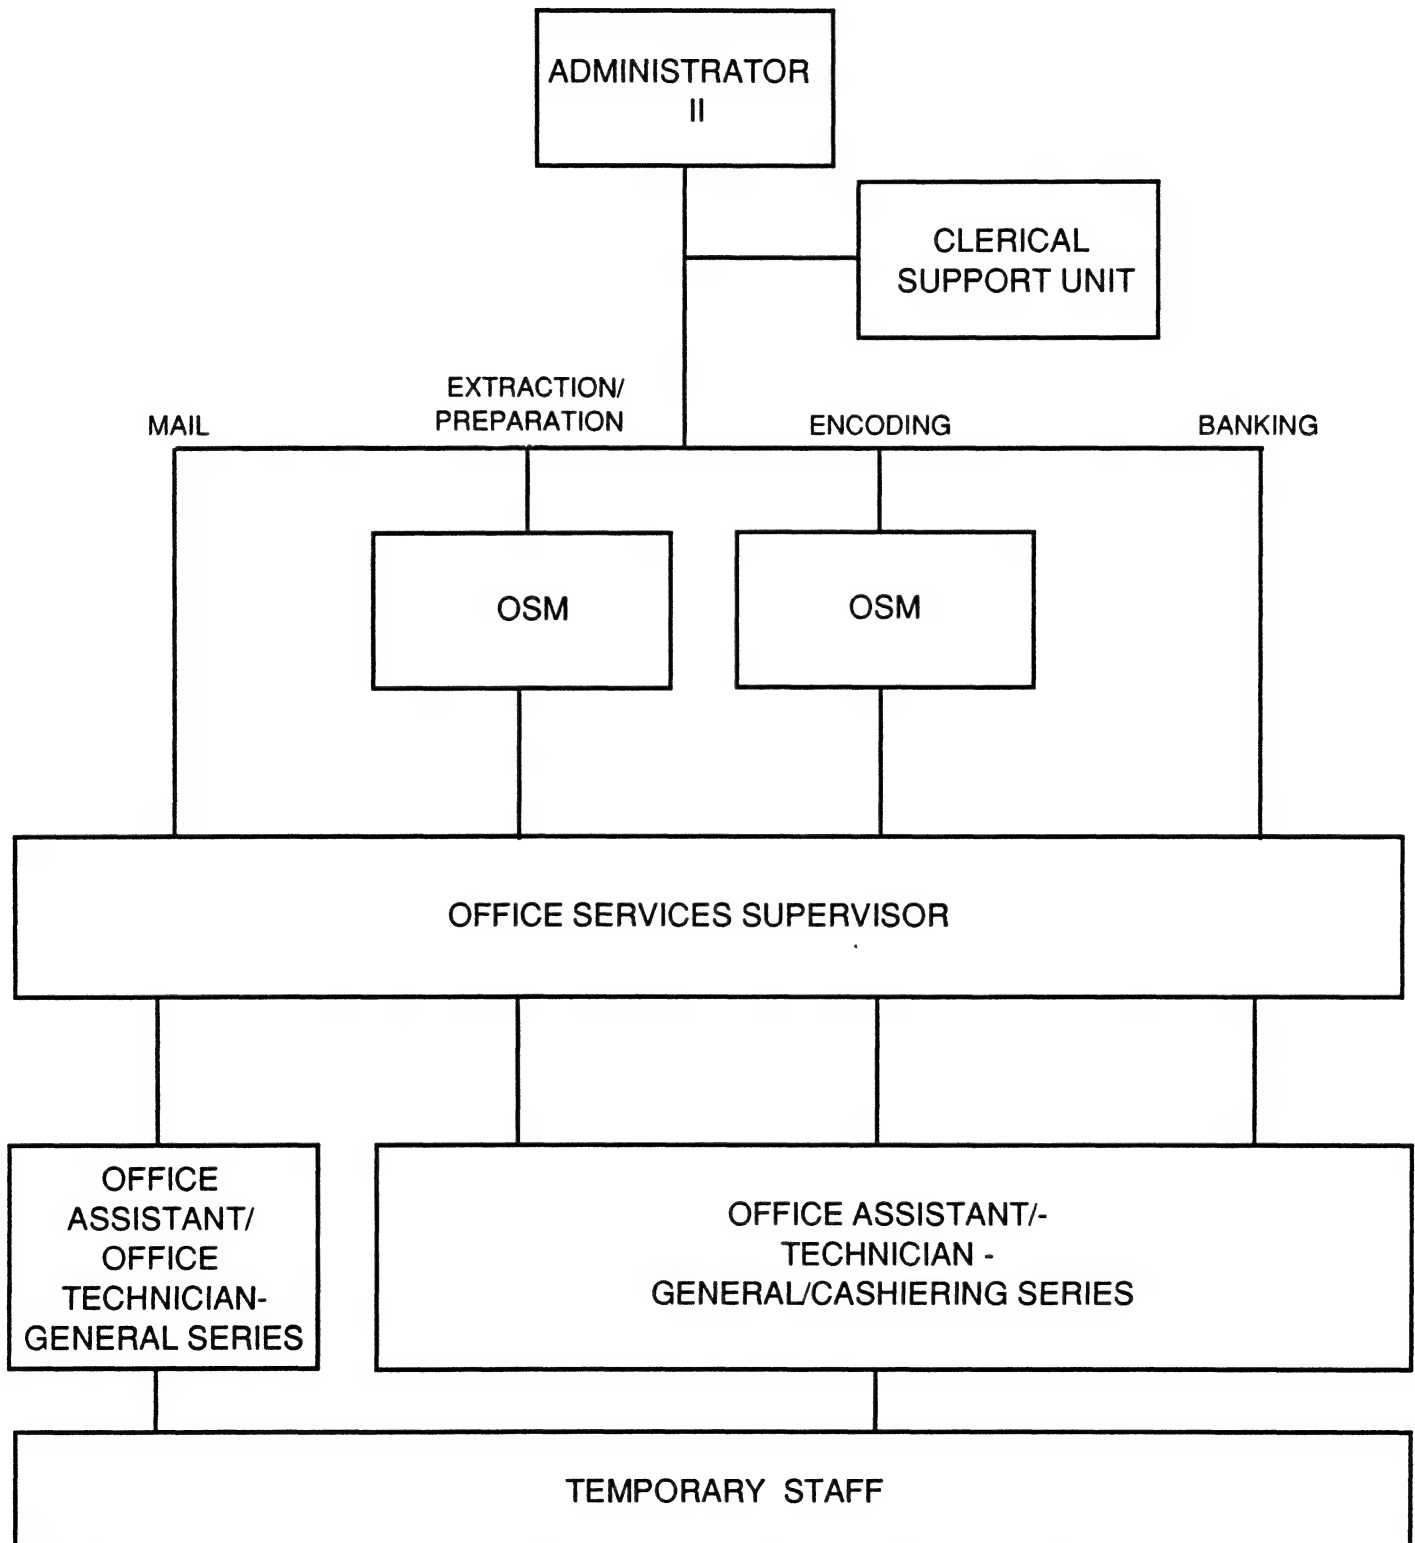 ADMINISTRATOR
II
CLERICAL
SUPPORT UNIT
MAIL
EXTRACTION/
PREPARATION
ENCODING
BANKING
OSM
OSM
OFFICE SERVICES SUPERVISOR
OFFICE
ASSISTANT/
OFFICE
TECHNICIAN-
GENERAL SERIES
OFFICE ASSISTANT/-
TECHNICIAN -
GENERAL/CASHIERING SERIES
TEMPORARY STAFF